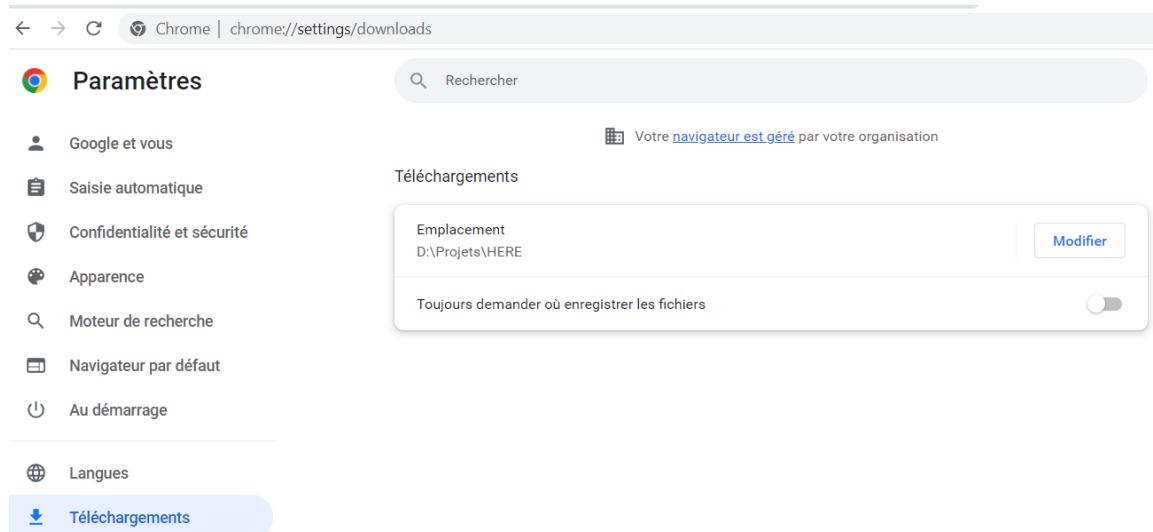 Chrome | chrome://settings/downloads
Paramètres
Rechercher
Google et vous
Votre navigateur est géré par votre organisation
Saisie automatique
Téléchargements
Confidentialité et sécurité
Emplacement
D:\Projets\HERE
Modifier
Apparence
Toujours demander où enregistrer les fichiers
Moteur de recherche
Navigateur par défaut
Au démarrage
Langues
Téléchargements